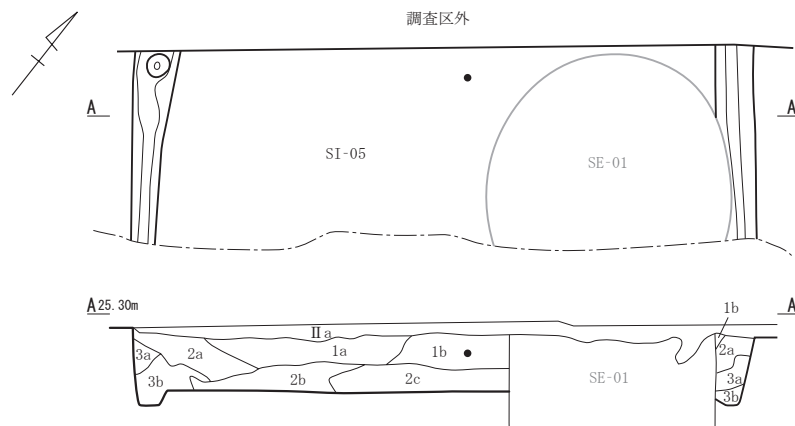 調査区外
A A
SI-05
SE-01
A 25.30m A
1b
Ⅱa
3a 2a 1a 1b 2a
3b 2b 2c SE-01 3a
3b